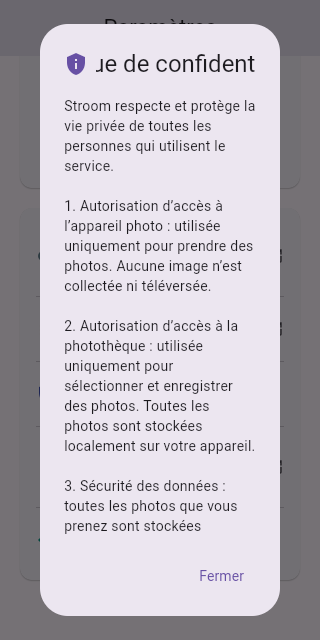 Paramètres
ue de confident
Stroom respecte et protège la
vie privée de toutes les
personnes qui utilisent le
service.
1. Autorisation d’accès à
l’appareil photo : utilisée
uniquement pour prendre des
photos. Aucune image n’est
collectée ni téléversée.
2. Autorisation d’accès à la
photothèque : utilisée
uniquement pour
sélectionner et enregistrer
des photos. Toutes les
photos sont stockées
localement sur votre appareil.
3. Sécurité des données :
toutes les photos que vous
prenez sont stockées
Fermer